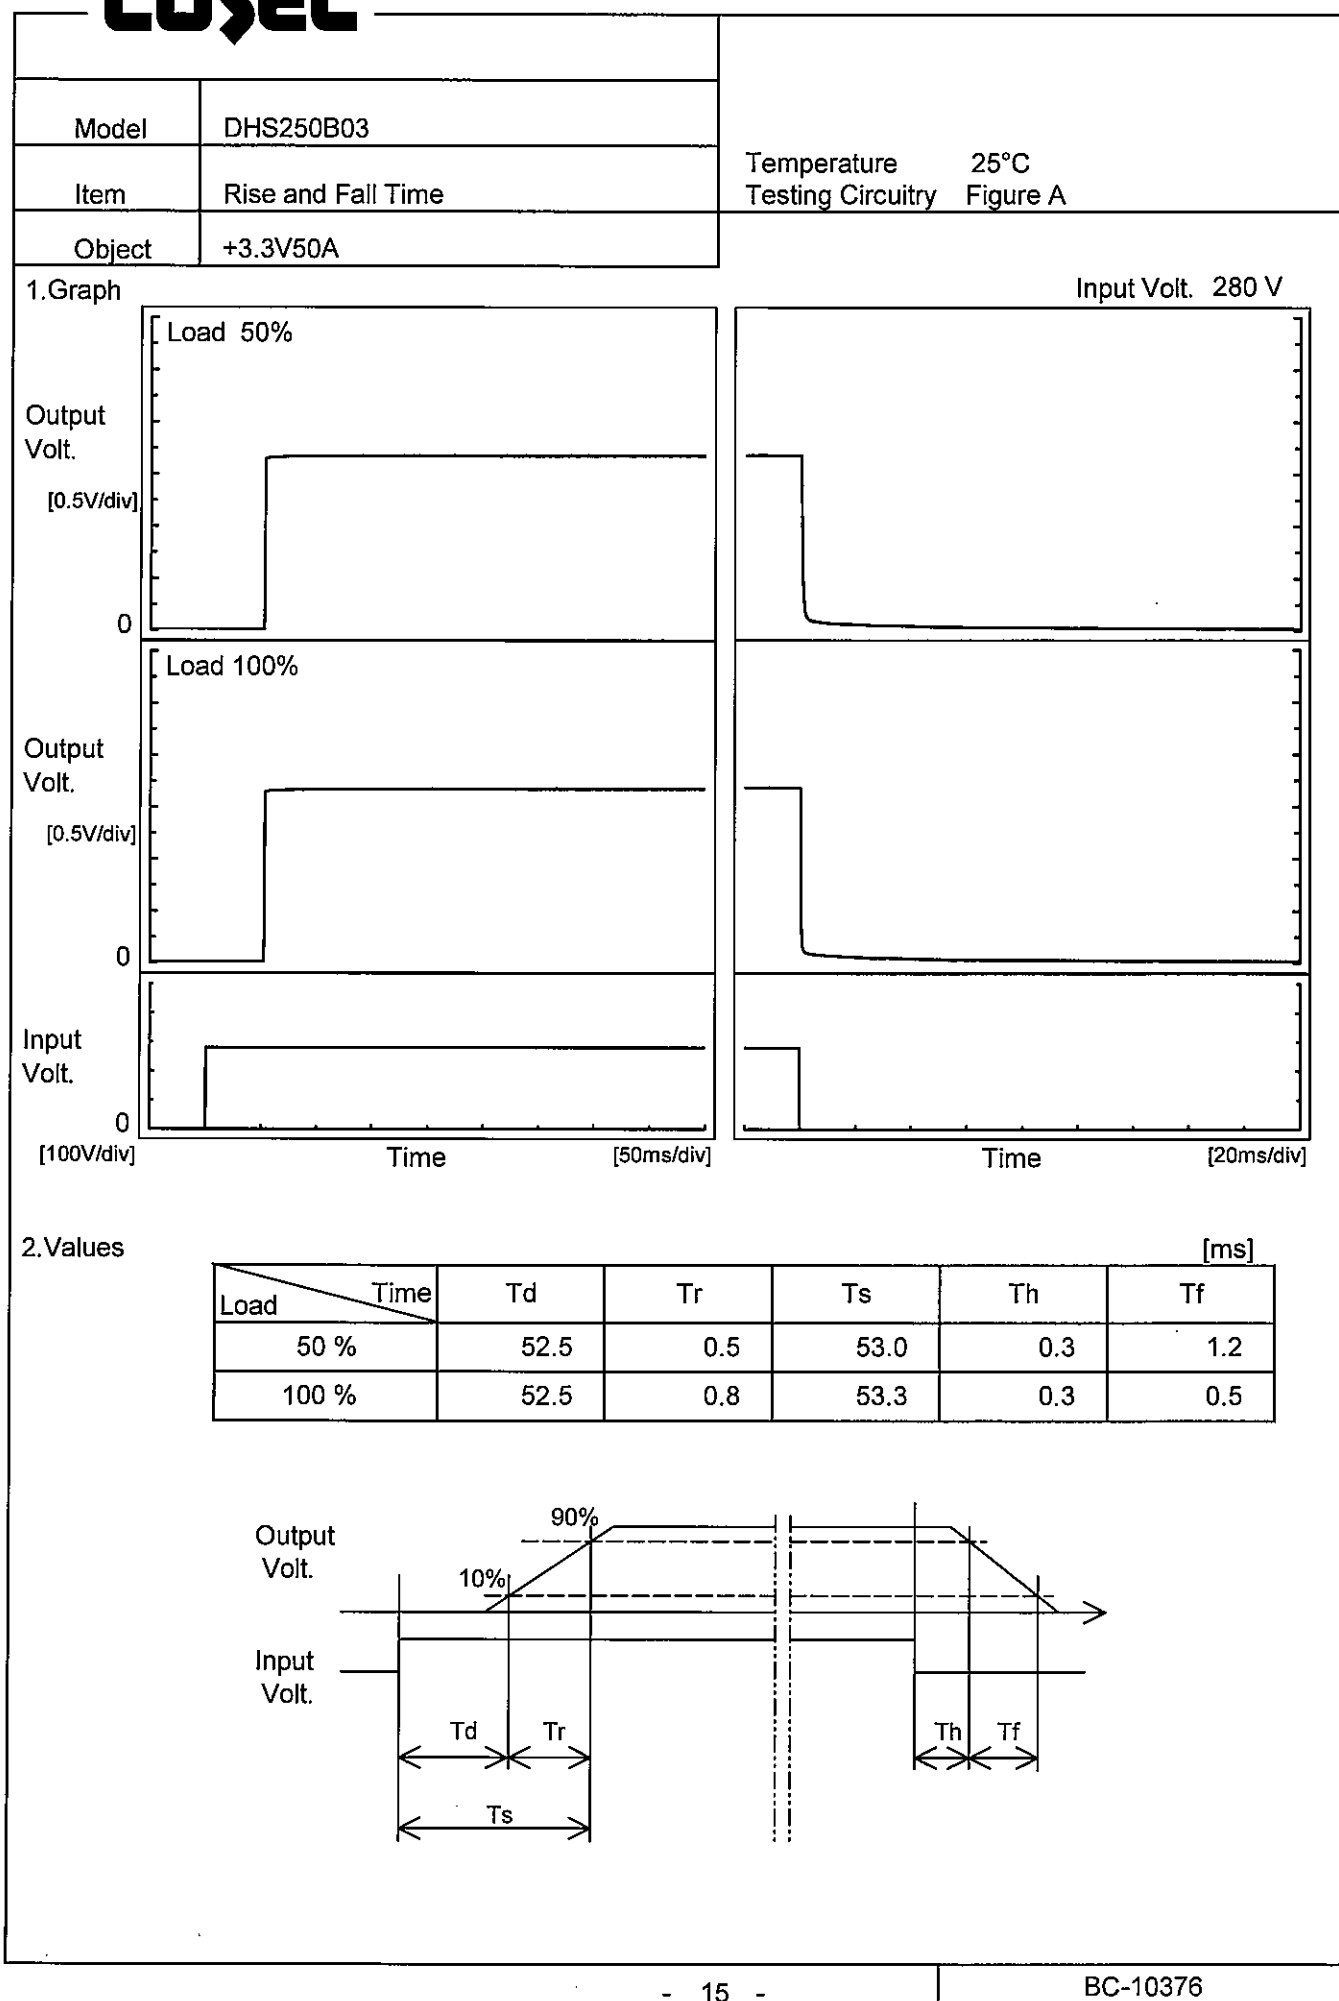 COSEL
Model DHS250B03
Item Rise and Fall Time
Object +3.3V50A
Temperature 25°C
Testing Circuitry Figure A
1.Graph
Input Volt. 280 V
Load 50%
Output
Volt.
[0.5V/div]
0
Load 100%
Output
Volt.
[0.5V/div]
0
Input
Volt.
0
[100V/div]
Time
[50ms/div]
Time
[20ms/div]
2.Values
[ms]
Load Time Td Tr Ts Th Tf
50 % 52.5 0.5 53.0 0.3 1.2
100 % 52.5 0.8 53.3 0.3 0.5
Output
Volt.
90%
10%
Input
Volt.
Td Tr Th Tf
Ts
- 15 -
BC-10376